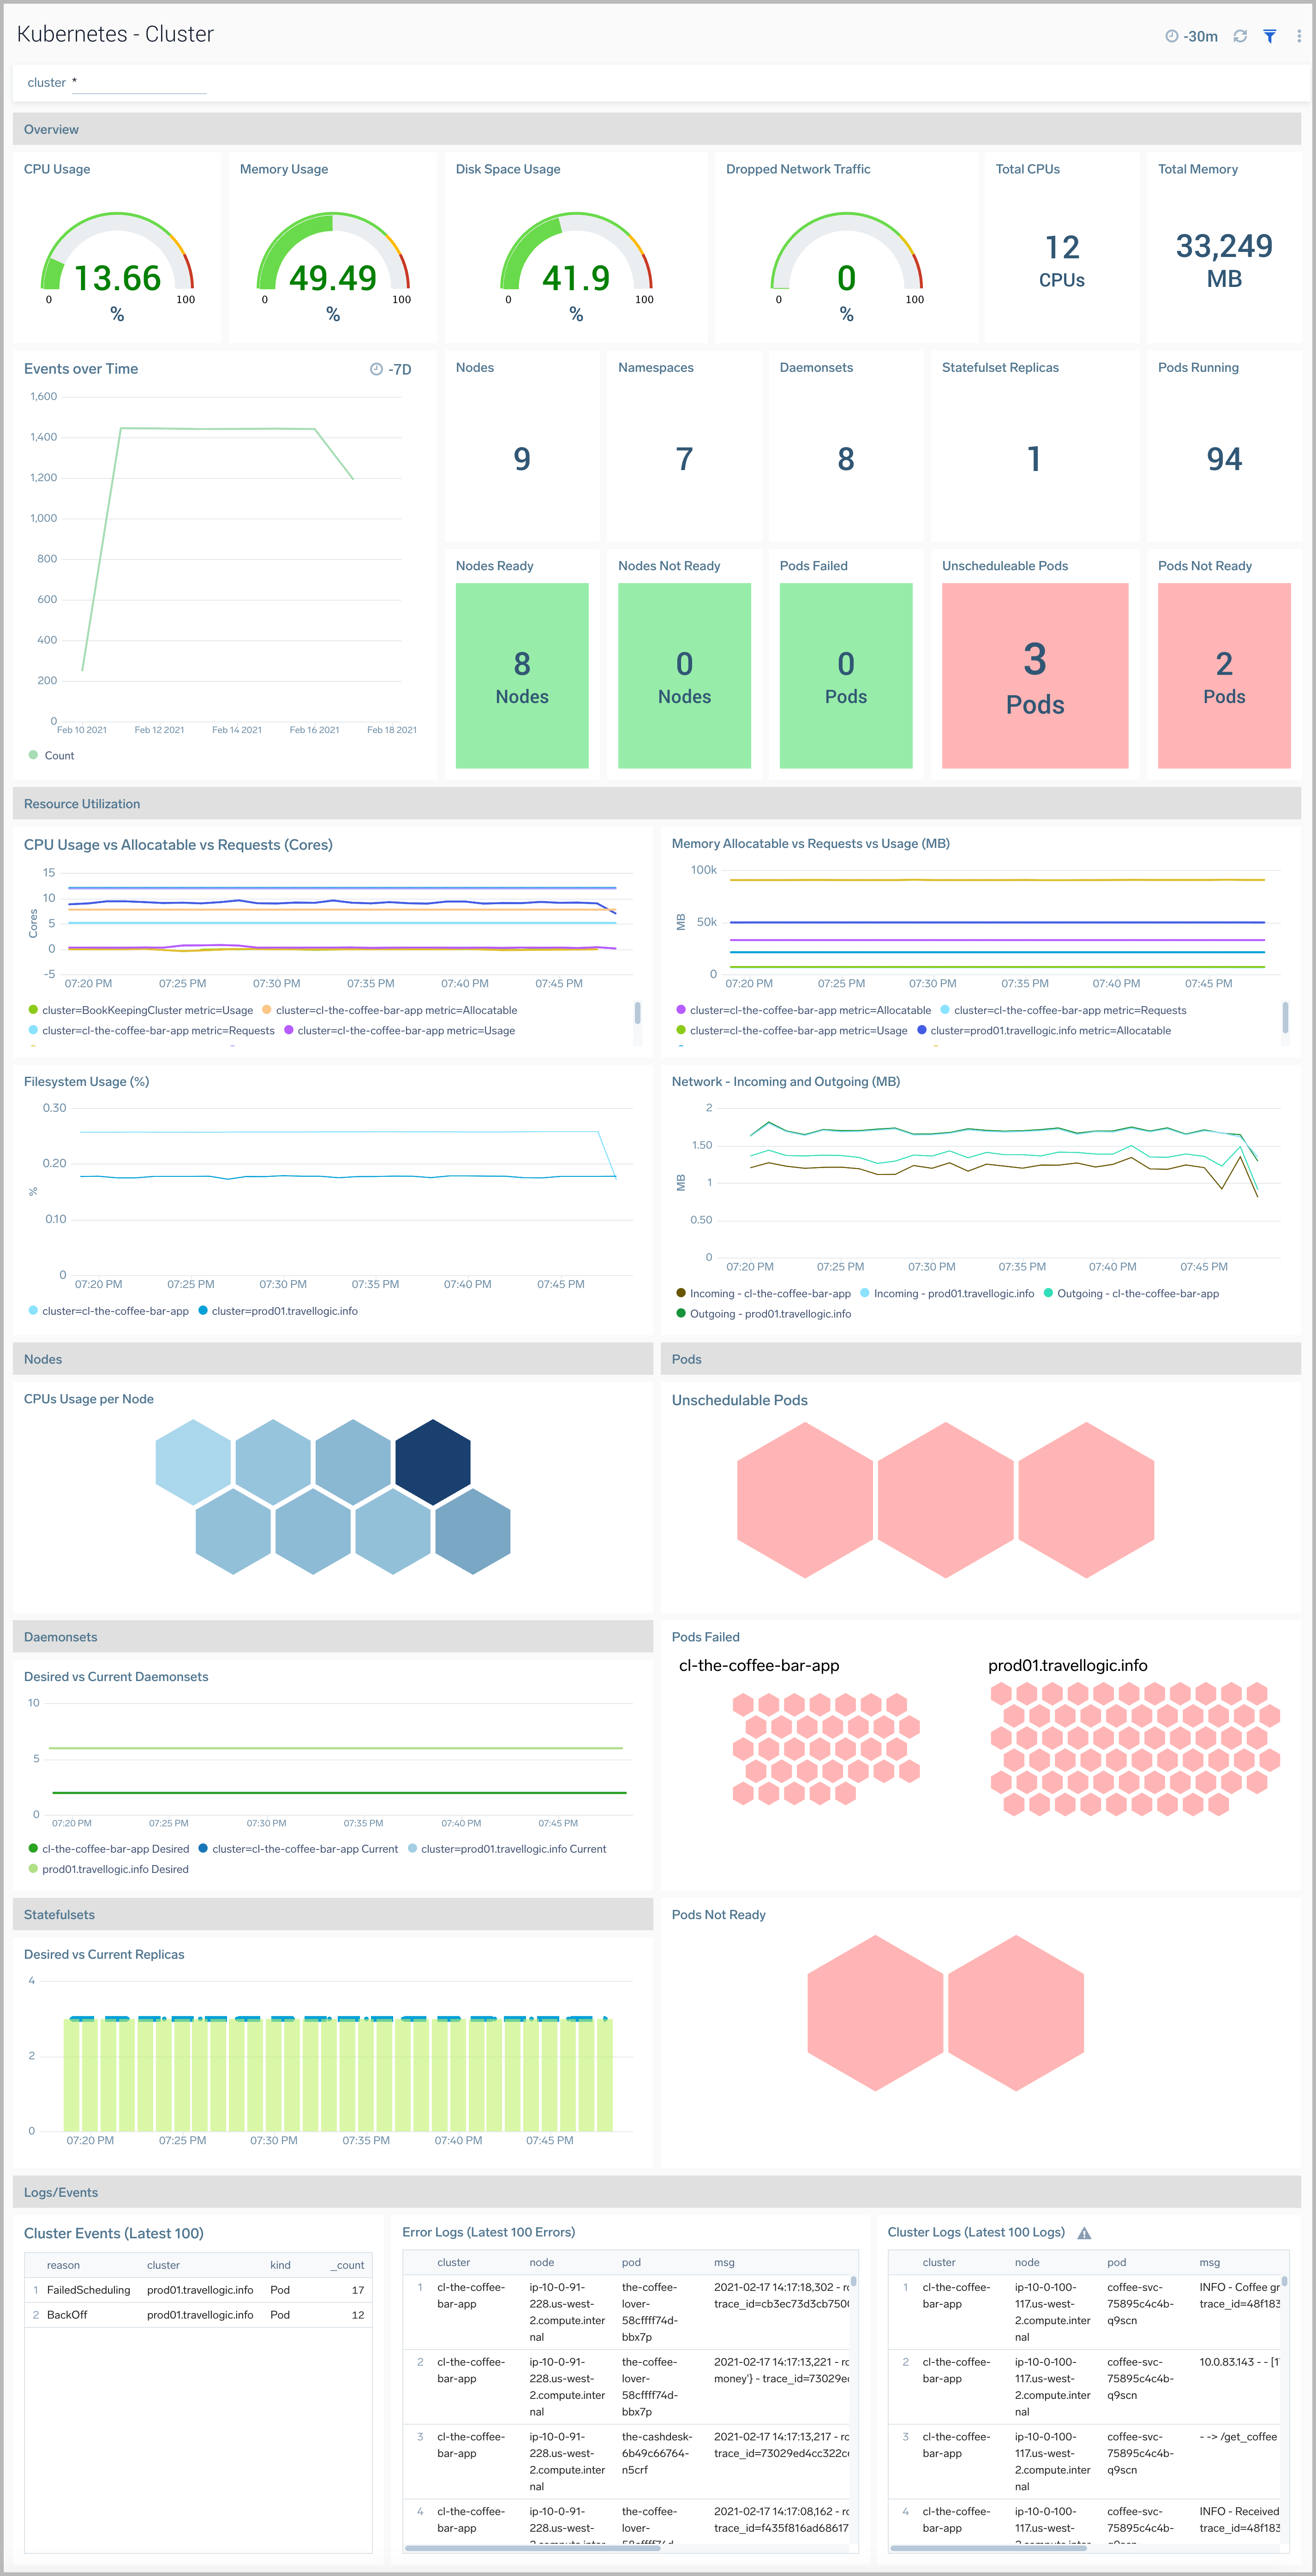 Kubernetes - Cluster
-30m
cluster *
Overview
CPU Usage
13.66
0 100
%
Memory Usage
49.49
0 100
%
Disk Space Usage
41.9
0 100
%
Dropped Network Traffic
0
0 100
%
Total CPUs
12
CPUs
Total Memory
33,249
MB
Events over Time
-7D
1,600
1,400
1,200
1,000
800
600
400
200
0
Feb 10 2021 Feb 12 2021 Feb 14 2021 Feb 16 2021 Feb 18 2021
Count
Nodes
9
Namespaces
7
Daemonsets
8
Statefulset Replicas
1
Pods Running
94
Nodes Ready
8
Nodes
Nodes Not Ready
0
Nodes
Pods Failed
0
Pods
Unscheduleable Pods
3
Pods
Pods Not Ready
2
Pods
Resource Utilization
CPU Usage vs Allocatable vs Requests (Cores)
Cores
15
10
5
0
-5
07:20 PM 07:25 PM 07:30 PM 07:35 PM 07:40 PM 07:45 PM
cluster=BookKeepingCluster metric=Usage cluster=cl-the-coffee-bar-app metric=Allocatable
cluster=cl-the-coffee-bar-app metric=Requests cluster=cl-the-coffee-bar-app metric=Usage
Memory Allocatable vs Requests vs Usage (MB)
MB
100k
50k
0
07:20 PM 07:25 PM 07:30 PM 07:35 PM 07:40 PM 07:45 PM
cluster=cl-the-coffee-bar-app metric=Allocatable cluster=cl-the-coffee-bar-app metric=Requests
cluster=cl-the-coffee-bar-app metric=Usage cluster=prod01.travellogic.info metric=Allocatable
Filesystem Usage (%)
%
0.30
0.20
0.10
0
07:20 PM 07:25 PM 07:30 PM 07:35 PM 07:40 PM 07:45 PM
cluster=cl-the-coffee-bar-app cluster=prod01.travellogic.info
Network - Incoming and Outgoing (MB)
MB
2
1.50
1
0.50
0
07:20 PM 07:25 PM 07:30 PM 07:35 PM 07:40 PM 07:45 PM
Incoming - cl-the-coffee-bar-app Incoming - prod01.travellogic.info Outgoing - cl-the-coffee-bar-app
Outgoing - prod01.travellogic.info
Nodes
CPUs Usage per Node
Pods
Unschedulable Pods
Daemonsets
Desired vs Current Daemonsets
10
5
0
07:20 PM 07:25 PM 07:30 PM 07:35 PM 07:40 PM 07:45 PM
cl-the-coffee-bar-app Desired cluster=cl-the-coffee-bar-app Current cluster=prod01.travellogic.info Current
prod01.travellogic.info Desired
Pods Failed
cl-the-coffee-bar-app prod01.travellogic.info
Statefulsets
Desired vs Current Replicas
4
2
0
07:20 PM 07:25 PM 07:30 PM 07:35 PM 07:40 PM 07:45 PM
Pods Not Ready
Logs/Events
Cluster Events (Latest 100)
reason cluster kind _count
1 FailedScheduling prod01.travellogic.info Pod 17
2 BackOff prod01.travellogic.info Pod 12
Error Logs (Latest 100 Errors)
cluster node pod msg
1 cl-the-coffee- ip-10-0-91- the-coffee- 2021-02-17 14:17:18,302 -
bar-app 228.us-west- lover- trace_id=cb3ec73d3cb750
2.compute.inter 58cffff74d-
nal bbx7p
2 cl-the-coffee- ip-10-0-91- the-coffee- 2021-02-17 14:17:13,221 -
bar-app 228.us-west- lover- money'} - trace_id=73029e
2.compute.inter 58cffff74d-
nal bbx7p
3 cl-the-coffee- ip-10-0-91- the-cashdesk- 2021-02-17 14:17:13,217 -
bar-app 228.us-west- 6b49c66764- trace_id=73029ed4cc322c
2.compute.inter n5crf
nal
4 cl-the-coffee- ip-10-0-91- the-coffee- 2021-02-17 14:17:08,162 -
bar-app 228.us-west- lover- trace_id=f435f816ad68617
Cluster Logs (Latest 100 Logs)
cluster node pod msg
1 cl-the-coffee- ip-10-0-100- coffee-svc- INFO - Coffee gr
bar-app 117.us-west- 75895c4c4b- trace_id=48f183
2.compute.inter q9scn
nal
2 cl-the-coffee- ip-10-0-100- coffee-svc- 10.0.83.143 - - [1
bar-app 117.us-west- 75895c4c4b-
2.compute.inter q9scn
nal
3 cl-the-coffee- ip-10-0-100- coffee-svc- - -> /get_coffee
bar-app 117.us-west- 75895c4c4b-
2.compute.inter q9scn
nal
4 cl-the-coffee- ip-10-0-100- coffee-svc- INFO - Received
bar-app 117.us-west- 75895c4c4b- trace_id=48f183